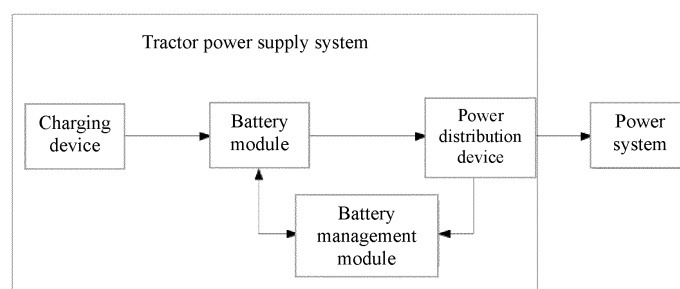 Tractor power supply system
Charging
device
Battery
module
Power
distribution
device
Power
system
Battery
management
module